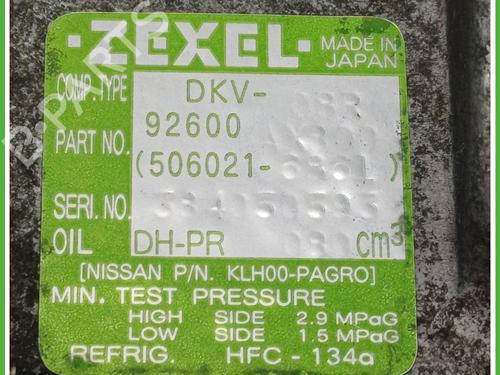 ZEXEL MADE IN JAPAN
COMP. TYPE DKV-
PART NO. 92600
(506021- )
SERI. NO.
OIL DH-PR cm³
[NISSAN P/N. KLH00-PAGRO]
MIN. TEST PRESSURE
HIGH SIDE 2.9 MPaG
LOW SIDE 1.5 MPaG
REFRIG. HFC-134a